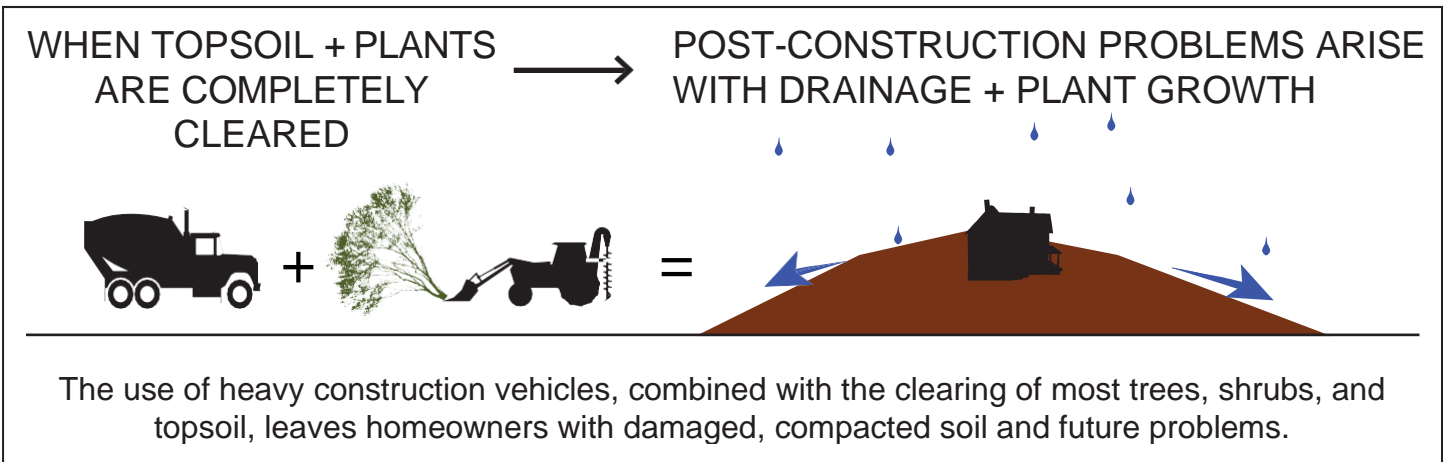 WHEN TOPSOIL + PLANTS
ARE COMPLETELY
CLEARED
POST-CONSTRUCTION PROBLEMS ARISE
WITH DRAINAGE + PLANT GROWTH
+
=
The use of heavy construction vehicles, combined with the clearing of most trees, shrubs, and
topsoil, leaves homeowners with damaged, compacted soil and future problems.